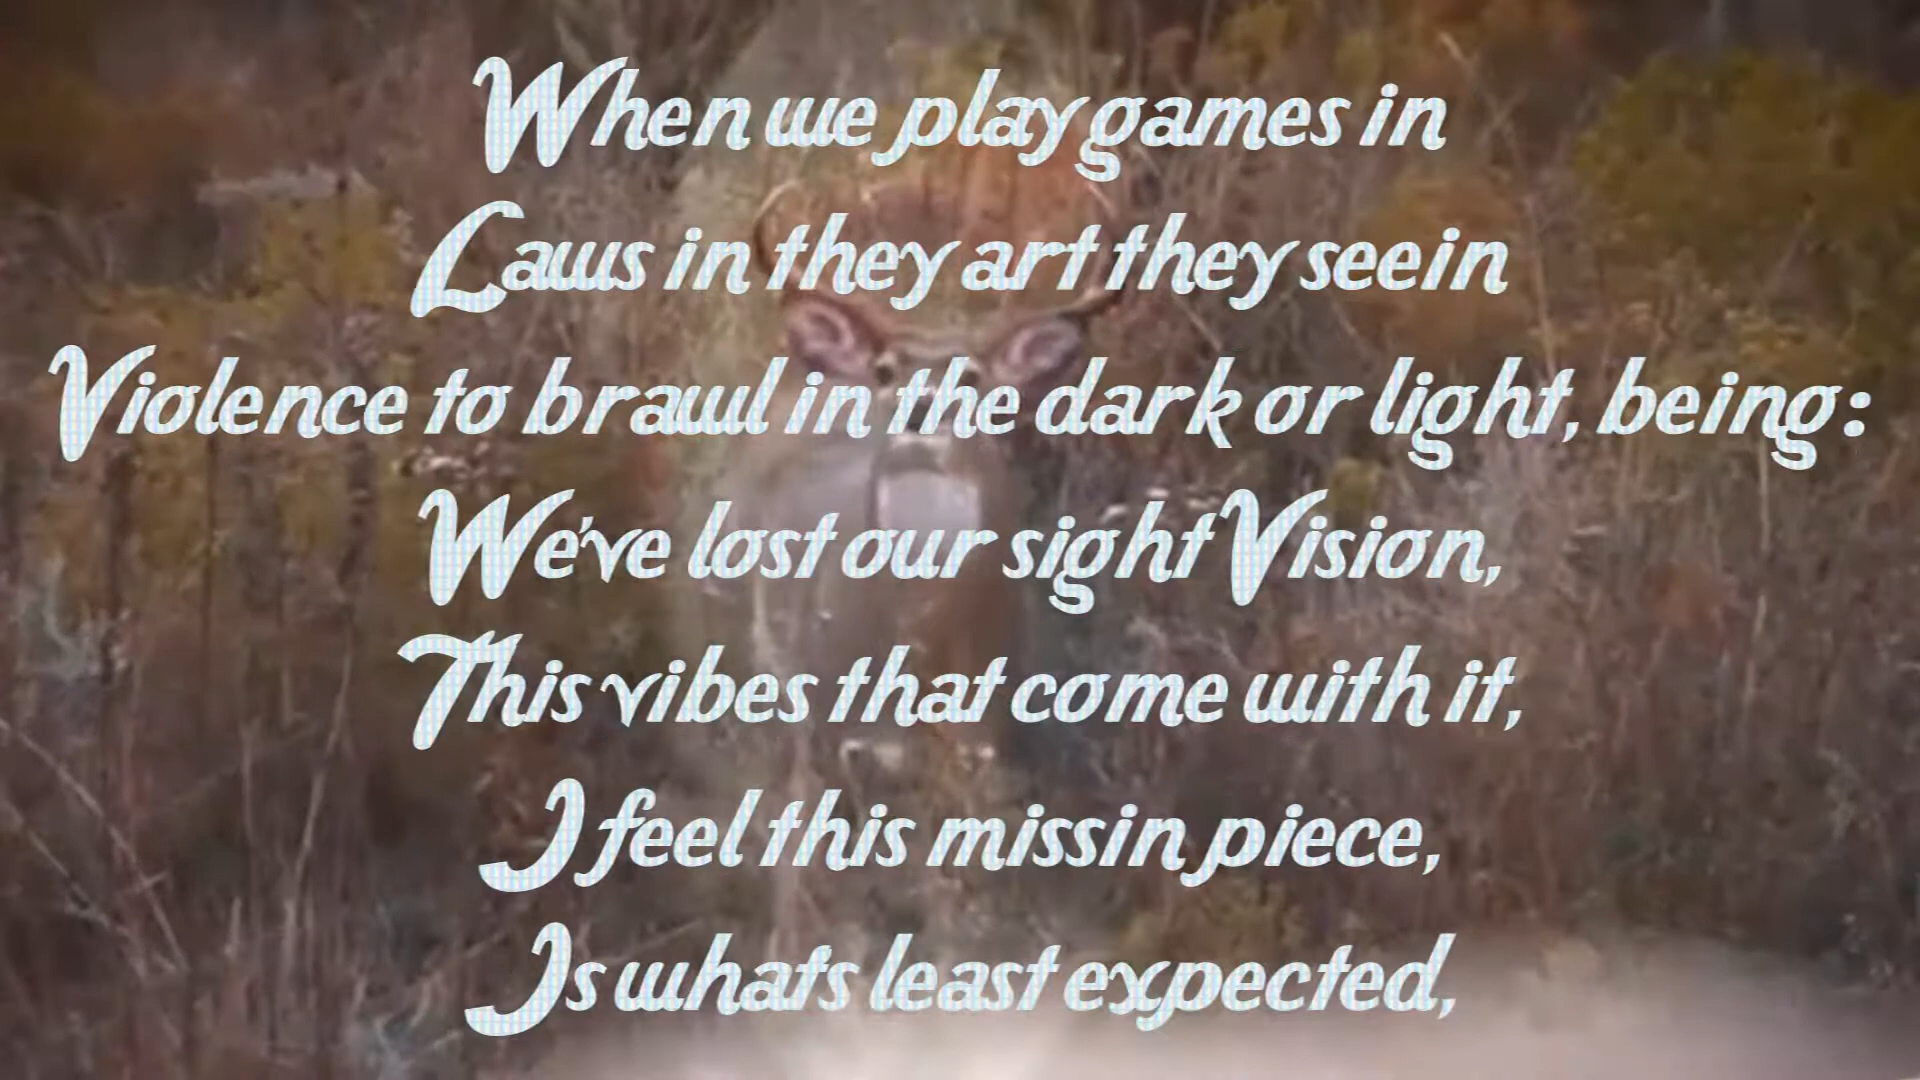 When we play games in
Laws in they art they seein
Violence to brawl in the dark or light, being:
We've lost our sight Vision,
This vibes that come with it,
I feel this missin piece,
Is whats least expected,